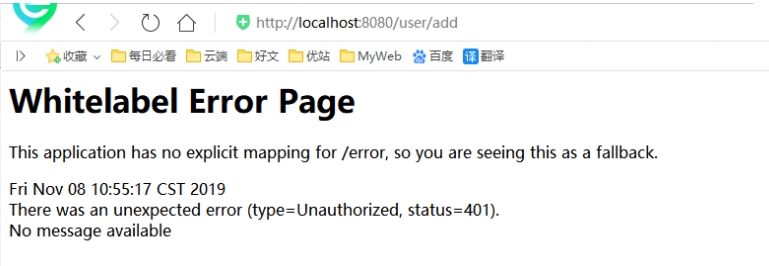 http://localhost:8080/user/add
收藏 每日必看 云端 好文 优站 MyWeb 百度 译 翻译
Whitelabel Error Page
This application has no explicit mapping for /error, so you are seeing this as a fallback.
Fri Nov 08 10:55:17 CST 2019
There was an unexpected error (type=Unauthorized, status=401).
No message available